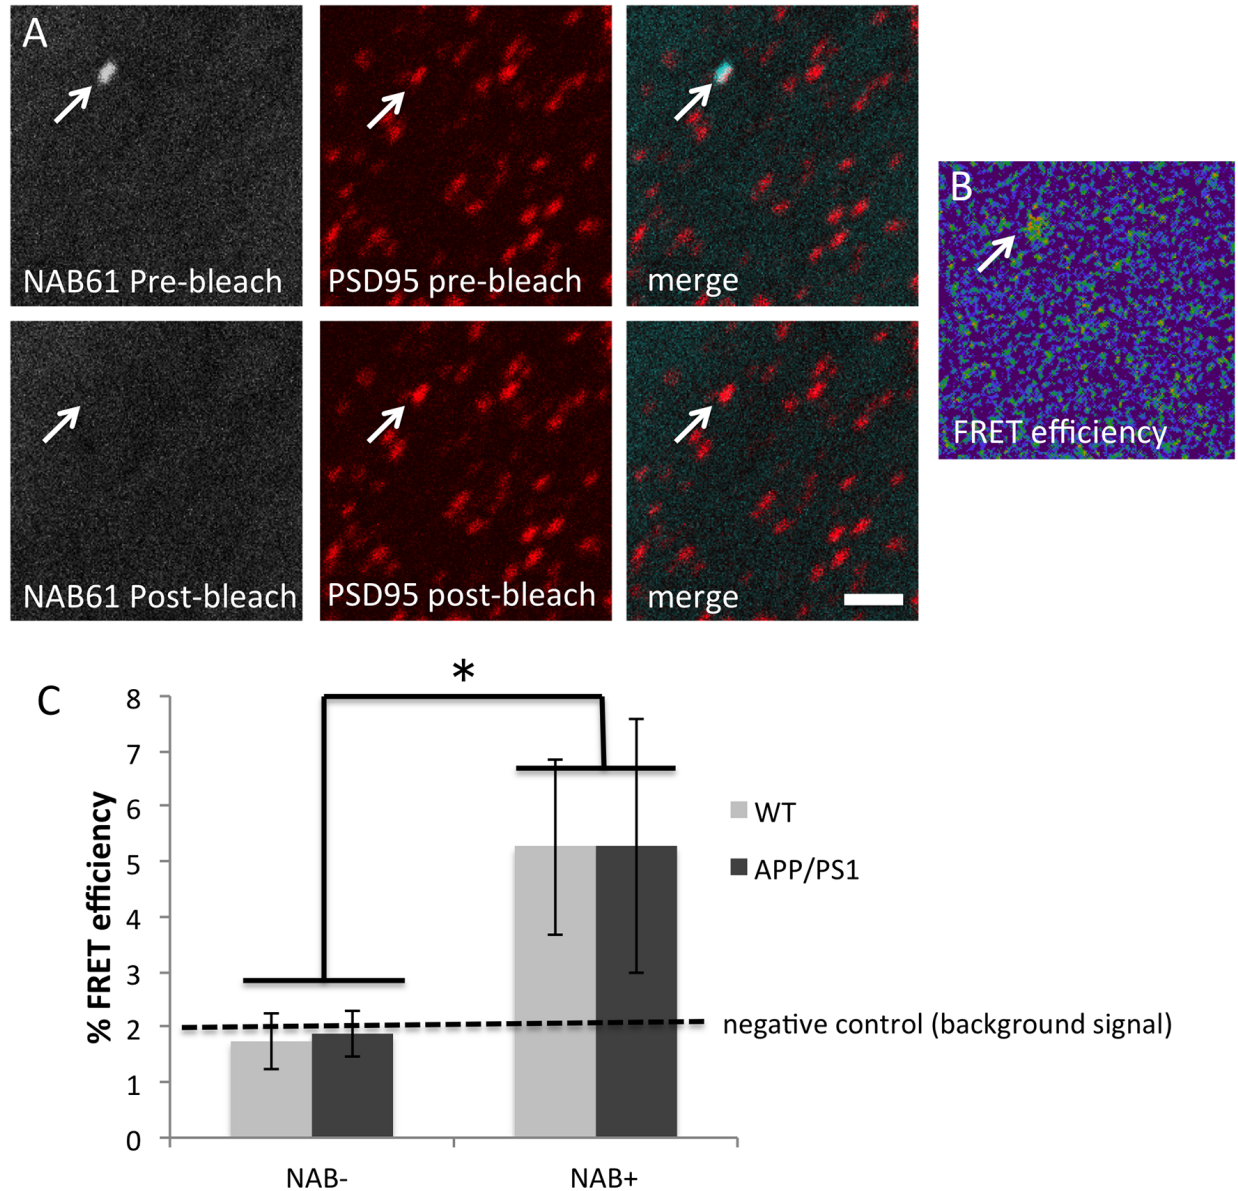 A
NAB61 Pre-bleach
PSD95 pre-bleach
merge
NAB61 Post-bleach
PSD95 post-bleach
merge
B
FRET efficiency
C
*
% FRET efficiency
8
7
6
5
4
3
2
1
0
NAB-
NAB+
WT
APP/PS1
negative control (background signal)